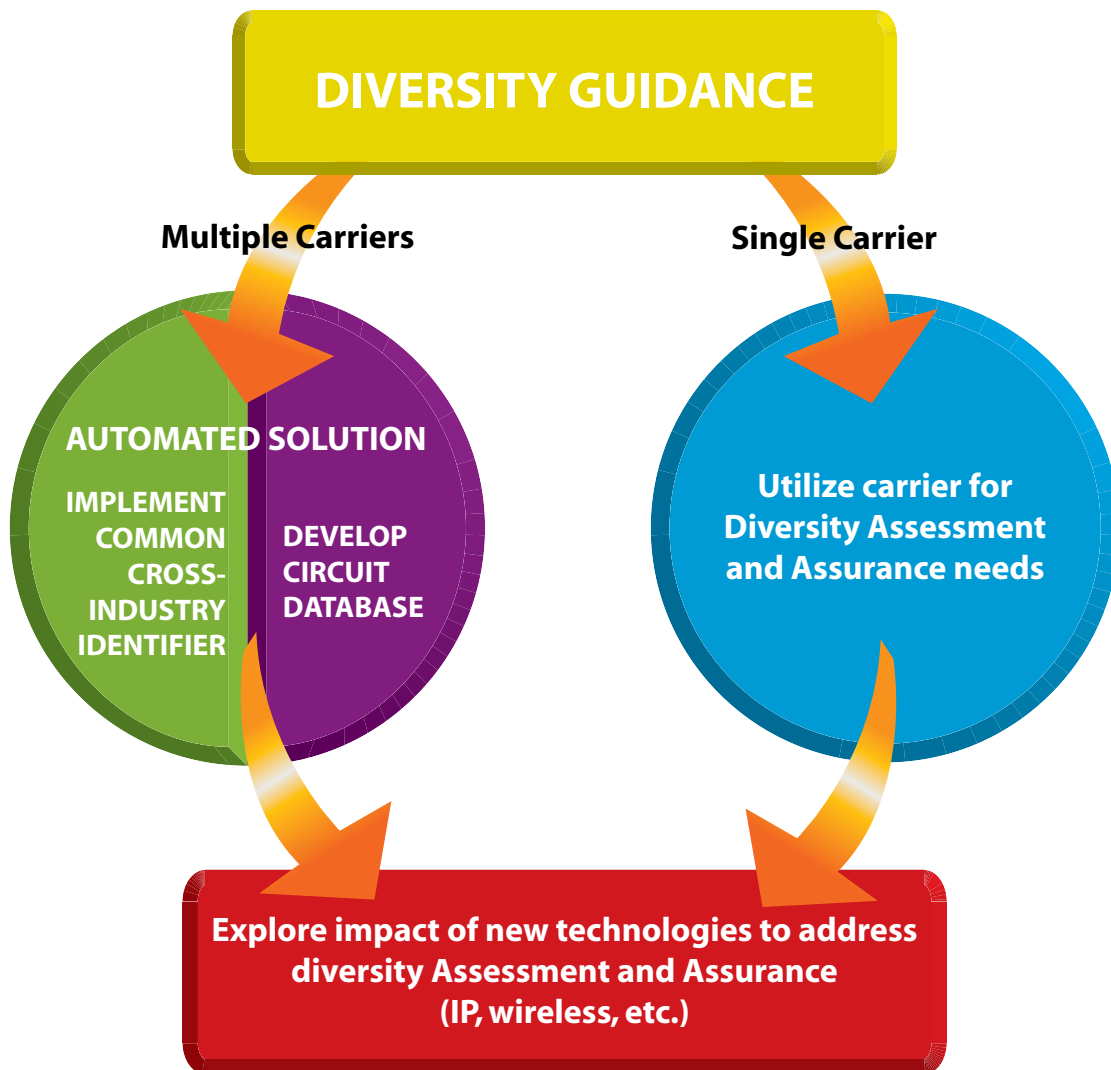 DIVERSITY GUIDANCE
Multiple Carriers
Single Carrier
AUTOMATED SOLUTION
IMPLEMENT
COMMON
CROSS-
INDUSTRY
IDENTIFIER
DEVELOP
CIRCUIT
DATABASE
Utilize carrier for
Diversity Assessment
and Assurance needs
Explore impact of new technologies to address
diversity Assessment and Assurance
(IP, wireless, etc.)